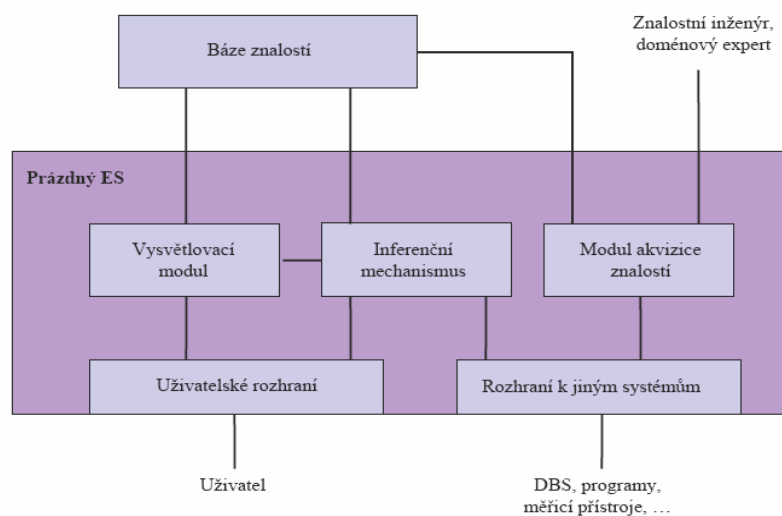 Znalostní inženýr,
doménový expert
Báze znalostí
Prázdný ES
Vysvětlovací
modul
Inferenční
mechanismus
Modul akvizice
znalostí
Uživatelské rozhraní
Rozhraní k jiným systémům
Uživatel
DBS, programy,
měřicí přístroje, …